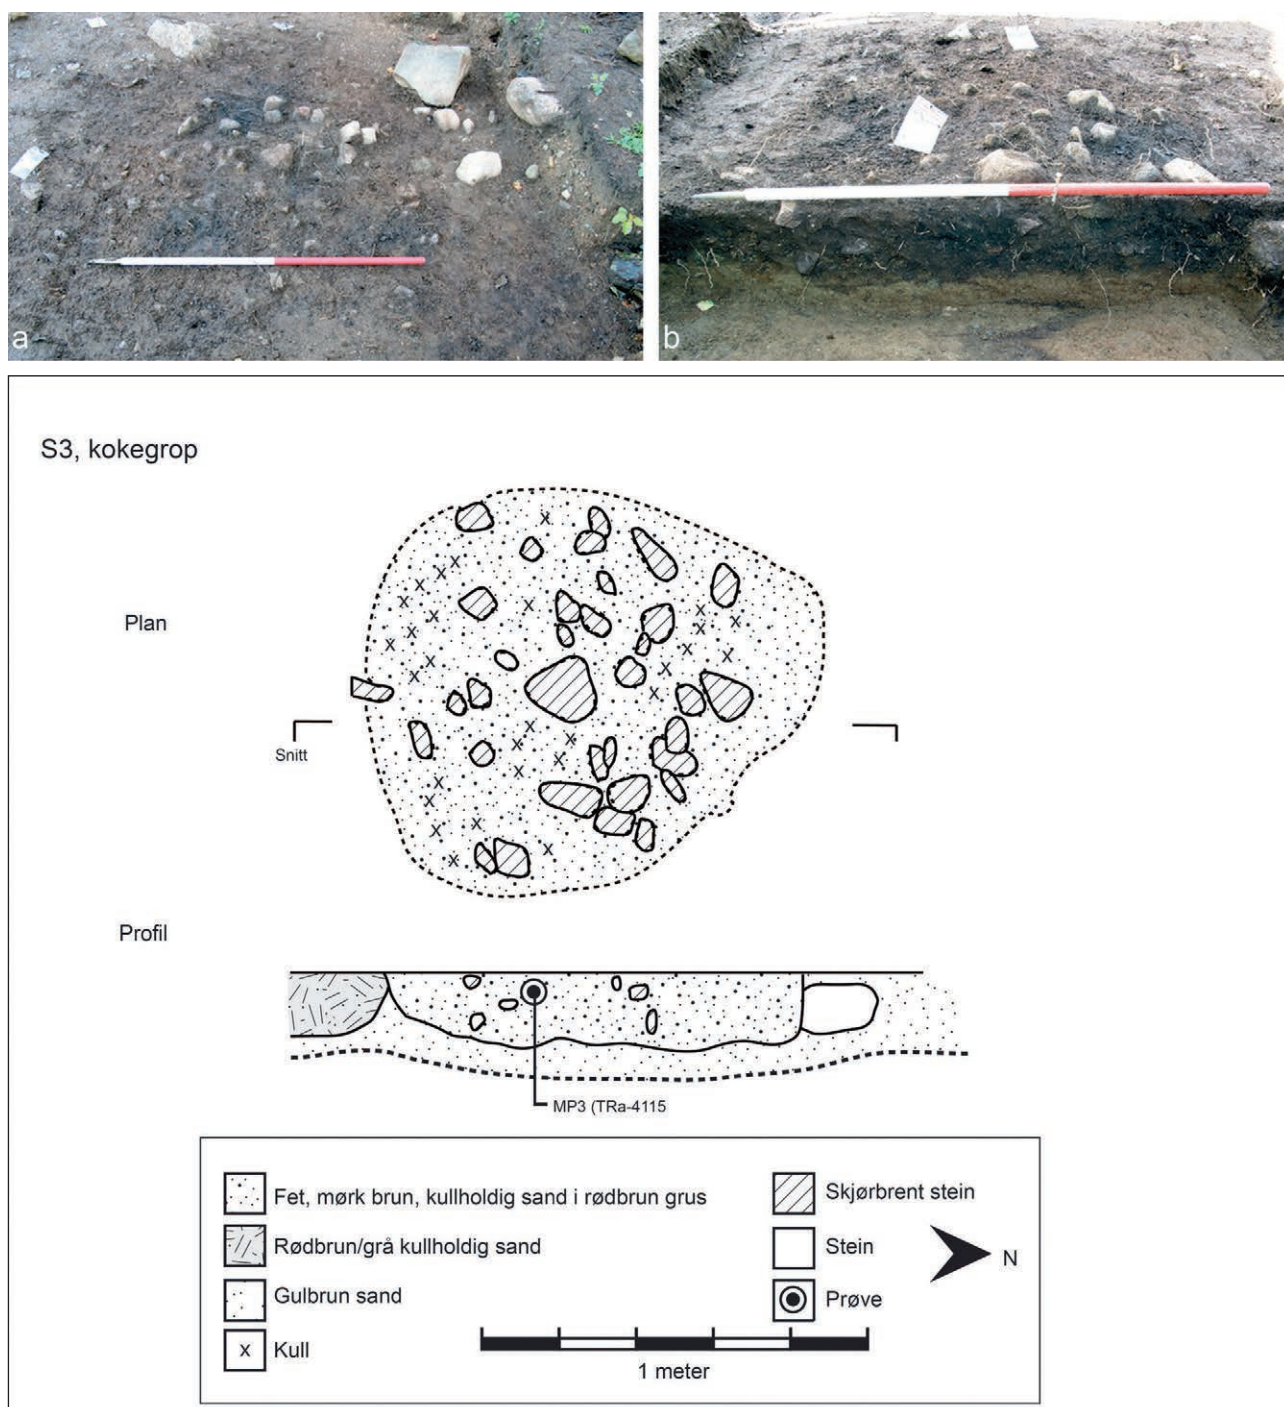 a
b
S3, kokegrop
Plan
Snitt
Profil
MP3 (TRa-4115
Fet, mørk brun, kullholdig sand i rødbrun grus
Rødbrun/grå kullholdig sand
Gulbrun sand
x Kull
Skjørbrent stein
Stein
N
Prøve
1 meter